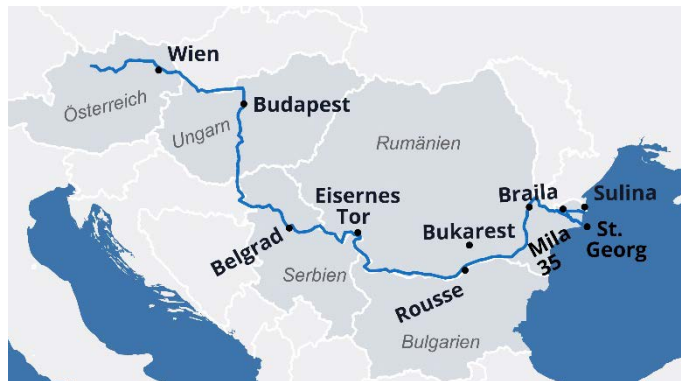 Wien
Österreich
Budapest
Ungarn
Rumänien
Eisernes
Tor
Braila
Sulina
Belgrad
Bukarest
Mila
35
St.
Georg
Serbien
Rousse
Bulgarien